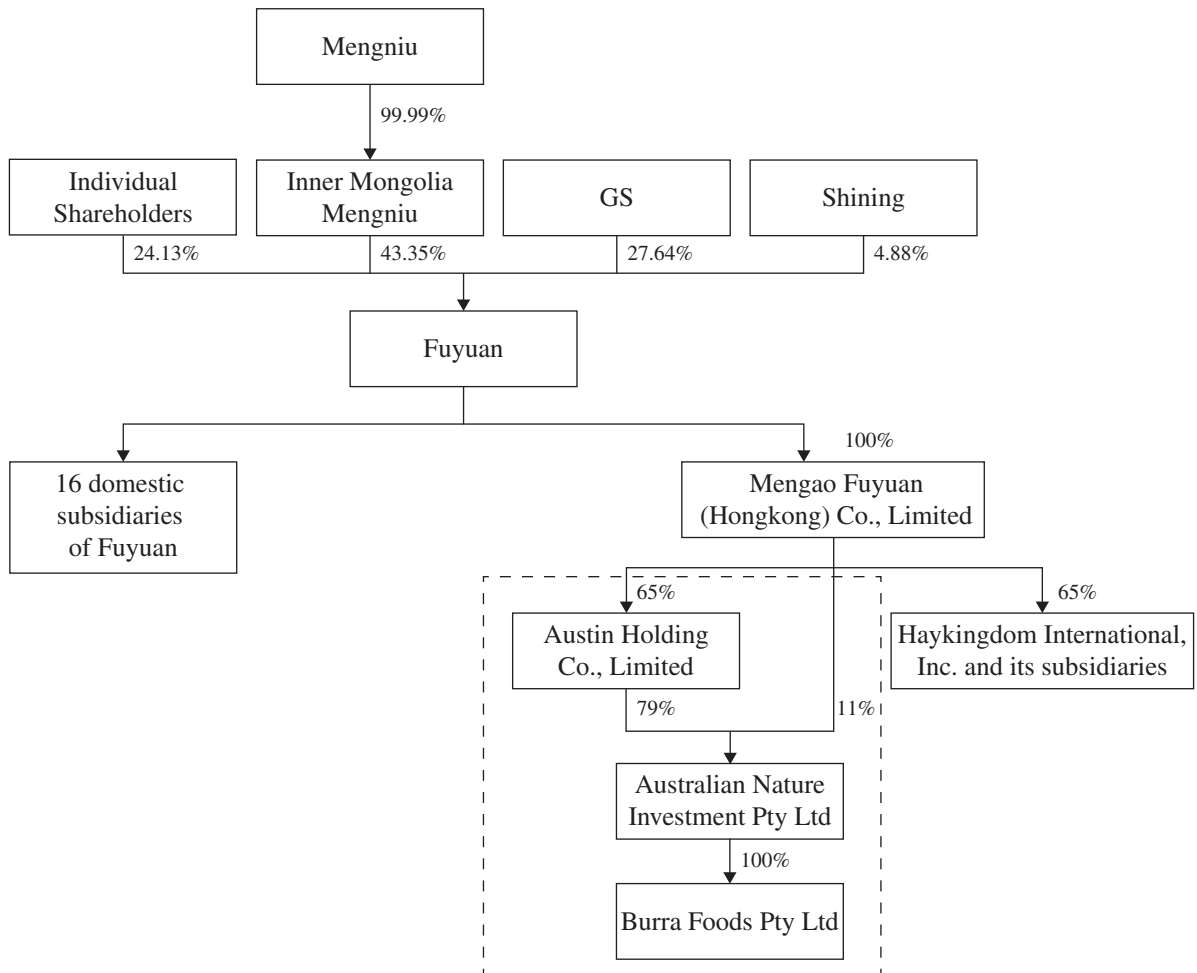 Mengniu
99.99%
Individual
Shareholders
Inner Mongolia
Mengniu
GS
Shining
24.13%
43.35%
27.64%
4.88%
Fuyuan
100%
16 domestic
subsidiaries
of Fuyuan
Mengao Fuyuan
(Hongkong) Co., Limited
65%
65%
Austin Holding
Co., Limited
Haykingdom International,
Inc. and its subsidiaries
79%
11%
Australian Nature
Investment Pty Ltd
100%
Burra Foods Pty Ltd